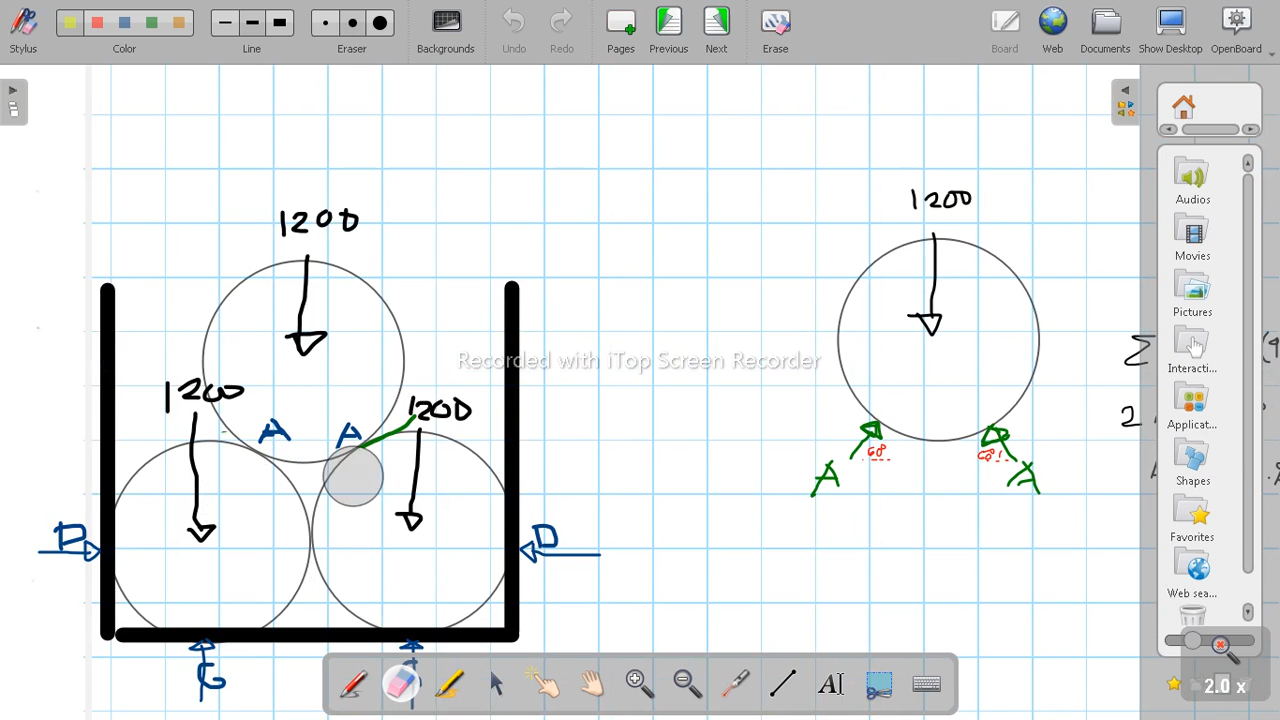 Stylus
Color
Line
Eraser
Backgrounds
Undo
Redo
Pages
Previous
Next
Erase
Board
Web
Documents
Show Desktop
OpenBoard
1200
1200
Recorded with iTop Screen Recorder
1200
1200
A
A
60°
60°
A
A
D
D
G
Σ
2
Audios
Movies
Pictures
Interacti...
Applicat...
Shapes
Favorites
Web sea...
2.0 x